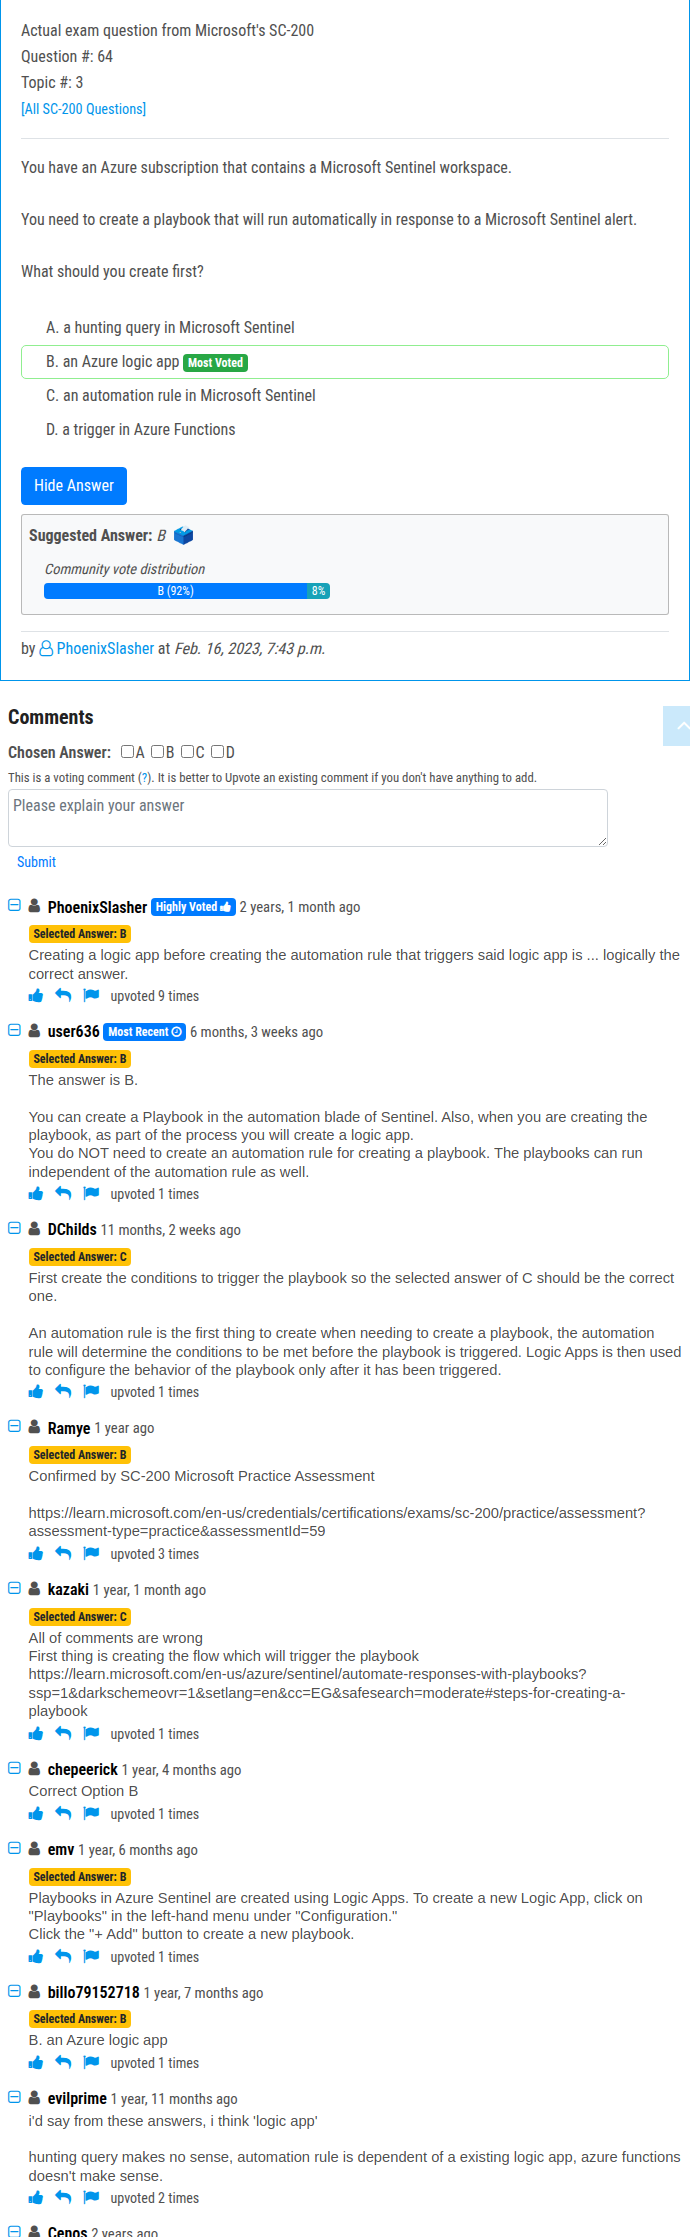 Actual exam question from Microsoft's SC-200
Question #: 64
Topic #: 3
[All SC-200 Questions]
You have an Azure subscription that contains a Microsoft Sentinel workspace.
You need to create a playbook that will run automatically in response to a Microsoft Sentinel alert.
What should you create first?
A. a hunting query in Microsoft Sentinel
B. an Azure logic app Most Voted
C. an automation rule in Microsoft Sentinel
D. a trigger in Azure Functions
Hide Answer
Suggested Answer: B
Community vote distribution
B (92%) 8%
by PhoenixSlasher at Feb. 16, 2023, 7:43 p.m.
Comments
Chosen Answer: A B C D
This is a voting comment (?). It is better to Upvote an existing comment if you don't have anything to add.
Please explain your answer
Submit
PhoenixSlasher Highly Voted 2 years, 1 month ago
Selected Answer: B
Creating a logic app before creating the automation rule that triggers said logic app is ... logically the
correct answer.
upvoted 9 times
user636 Most Recent 6 months, 3 weeks ago
Selected Answer: B
The answer is B.
You can create a Playbook in the automation blade of Sentinel. Also, when you are creating the
playbook, as part of the process you will create a logic app.
You do NOT need to create an automation rule for creating a playbook. The playbooks can run
independent of the automation rule as well.
upvoted 1 times
DChilds 11 months, 2 weeks ago
Selected Answer: C
First create the conditions to trigger the playbook so the selected answer of C should be the correct
one.
An automation rule is the first thing to create when needing to create a playbook, the automation
rule will determine the conditions to be met before the playbook is triggered. Logic Apps is then used
to configure the behavior of the playbook only after it has been triggered.
upvoted 1 times
Ramye 1 year ago
Selected Answer: B
Confirmed by SC-200 Microsoft Practice Assessment
https://learn.microsoft.com/en-us/credentials/certifications/exams/sc-200/practice/assessment?
assessment-type=practice&assessmentId=59
upvoted 3 times
kazaki 1 year, 1 month ago
Selected Answer: C
All of comments are wrong
First thing is creating the flow which will trigger the playbook
https://learn.microsoft.com/en-us/azure/sentinel/automate-responses-with-playbooks?
ssp=1&darkschemeovr=1&setlang=en&cc=EG&safesearch=moderate#steps-for-creating-a-
playbook
upvoted 1 times
chepeerick 1 year, 4 months ago
Correct Option B
upvoted 1 times
emv 1 year, 6 months ago
Selected Answer: B
Playbooks in Azure Sentinel are created using Logic Apps. To create a new Logic App, click on
"Playbooks" in the left-hand menu under "Configuration."
Click the "+ Add" button to create a new playbook.
upvoted 1 times
billo79152718 1 year, 7 months ago
Selected Answer: B
B. an Azure logic app
upvoted 1 times
evilprime 1 year, 11 months ago
i'd say from these answers, i think 'logic app'
hunting query makes no sense, automation rule is dependent of a existing logic app, azure functions
doesn't make sense.
upvoted 2 times
Cenos 2 years ago